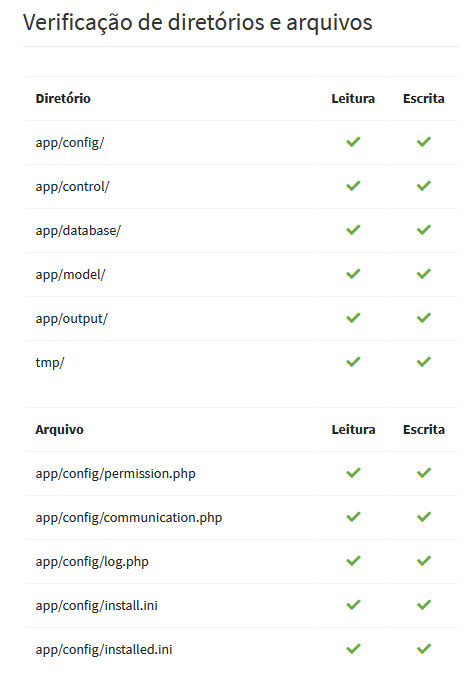 Verificação de diretórios e arquivos
Diretório Leitura Escrita
app/config/
app/control/
app/database/
app/model/
app/output/
tmp/
Arquivo Leitura Escrita
app/config/permission.php
app/config/communication.php
app/config/log.php
app/config/install.ini
app/config/installed.ini